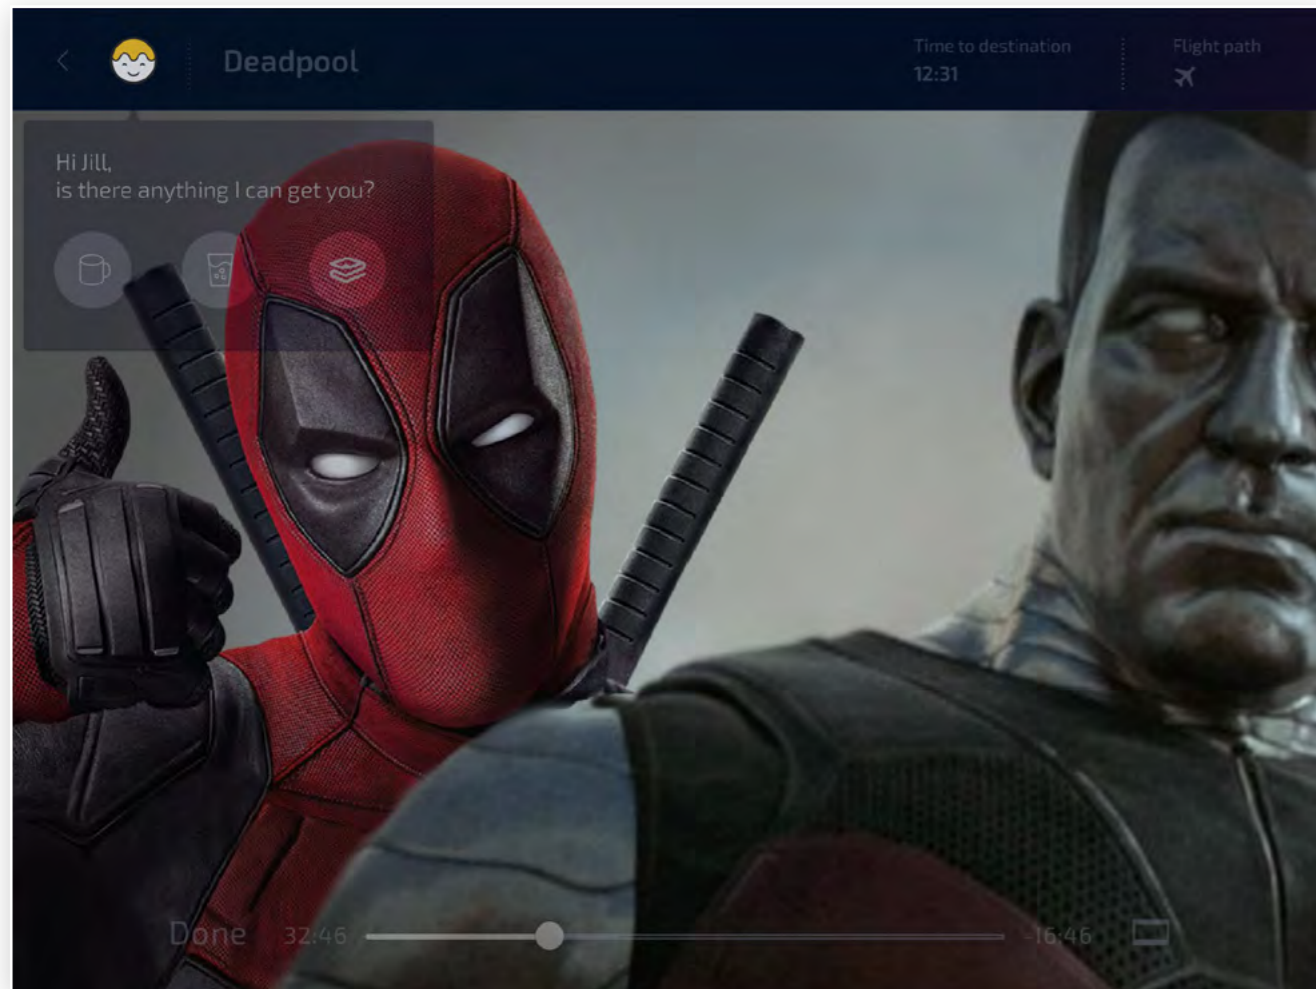 Deadpool
Time to destination
12:31
Flight path
Hi Jill,
is there anything I can get you?
Done 32:46 -16:46